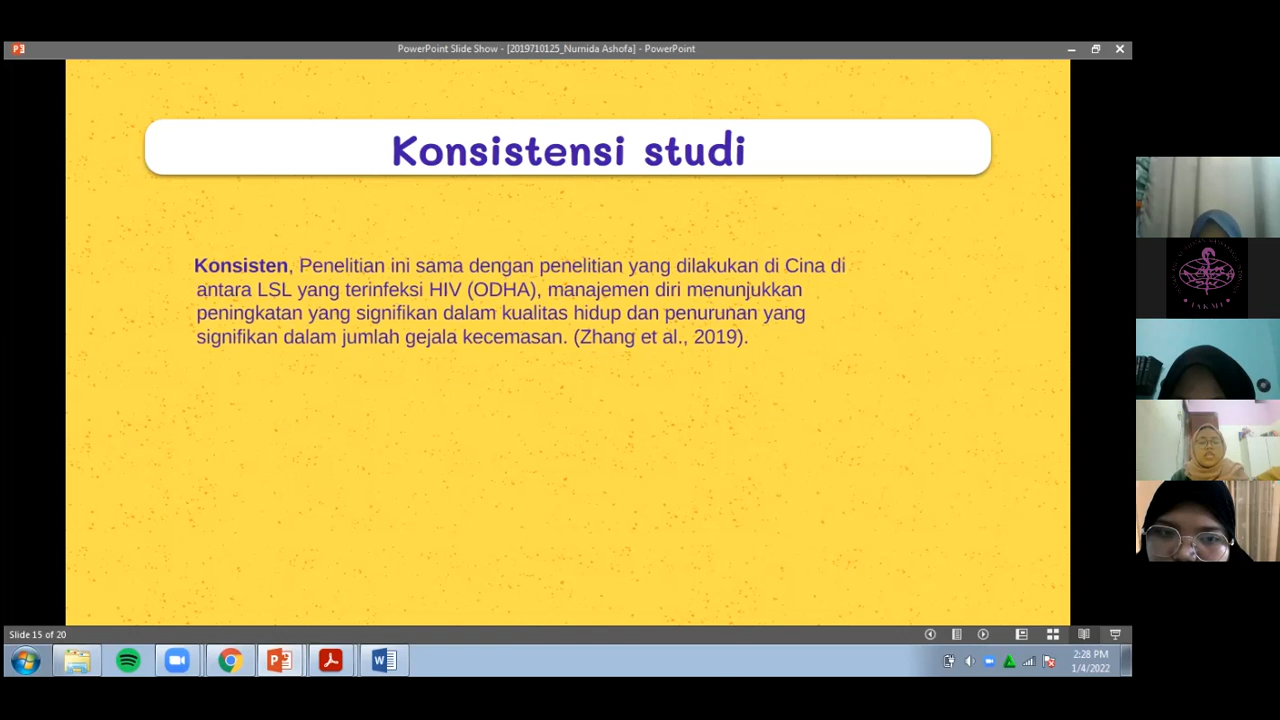 PowerPoint Slide Show - [2019710125_Nurnida Ashofa] - PowerPoint
Konsistensi studi
Konsisten, Penelitian ini sama dengan penelitian yang dilakukan di Cina di
antara LSL yang terinfeksi HIV (ODHA), manajemen diri menunjukkan
peningkatan yang signifikan dalam kualitas hidup dan penurunan yang
signifikan dalam jumlah gejala kecemasan. (Zhang et al., 2019).
Slide 15 of 20
2:28 PM
1/4/2022